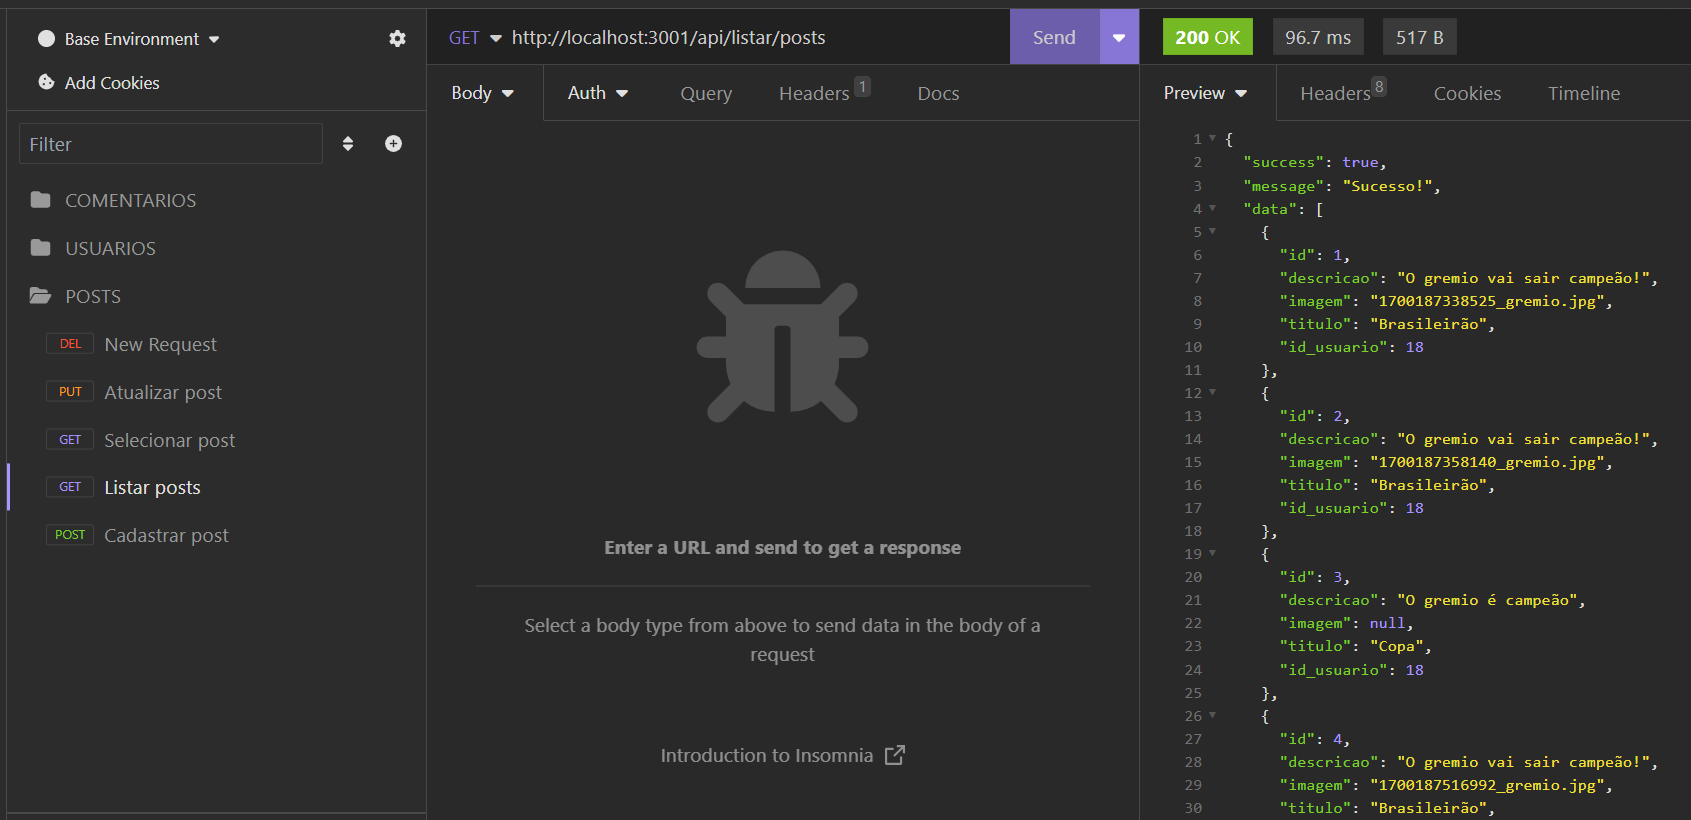 Base Environment
Add Cookies
Filter
COMENTARIOS
USUARIOS
POSTS
DEL New Request
PUT Atualizar post
GET Selecionar post
GET Listar posts
POST Cadastrar post
GET http://localhost:3001/api/listar/posts Send
Body Auth Query Headers 1 Docs
Enter a URL and send to get a response
Select a body type from above to send data in the body of a
request
Introduction to Insomnia
200 OK 96.7 ms 517 B
Preview Headers 8 Cookies Timeline
1 {
2 "success": true,
3 "message": "Sucesso!",
4 "data": [
5 {
6 "id": 1,
7 "descricao": "O gremio vai sair campeão!",
8 "imagem": "1700187338525_gremio.jpg",
9 "titulo": "Brasileirão",
10 "id_usuario": 18
11 },
12 {
13 "id": 2,
14 "descricao": "O gremio vai sair campeão!",
15 "imagem": "1700187358140_gremio.jpg",
16 "titulo": "Brasileirão",
17 "id_usuario": 18
18 },
19 {
20 "id": 3,
21 "descricao": "O gremio é campeão",
22 "imagem": null,
23 "titulo": "Copa",
24 "id_usuario": 18
25 },
26 {
27 "id": 4,
28 "descricao": "O gremio vai sair campeão!",
29 "imagem": "1700187516992_gremio.jpg",
30 "titulo": "Brasileirão",